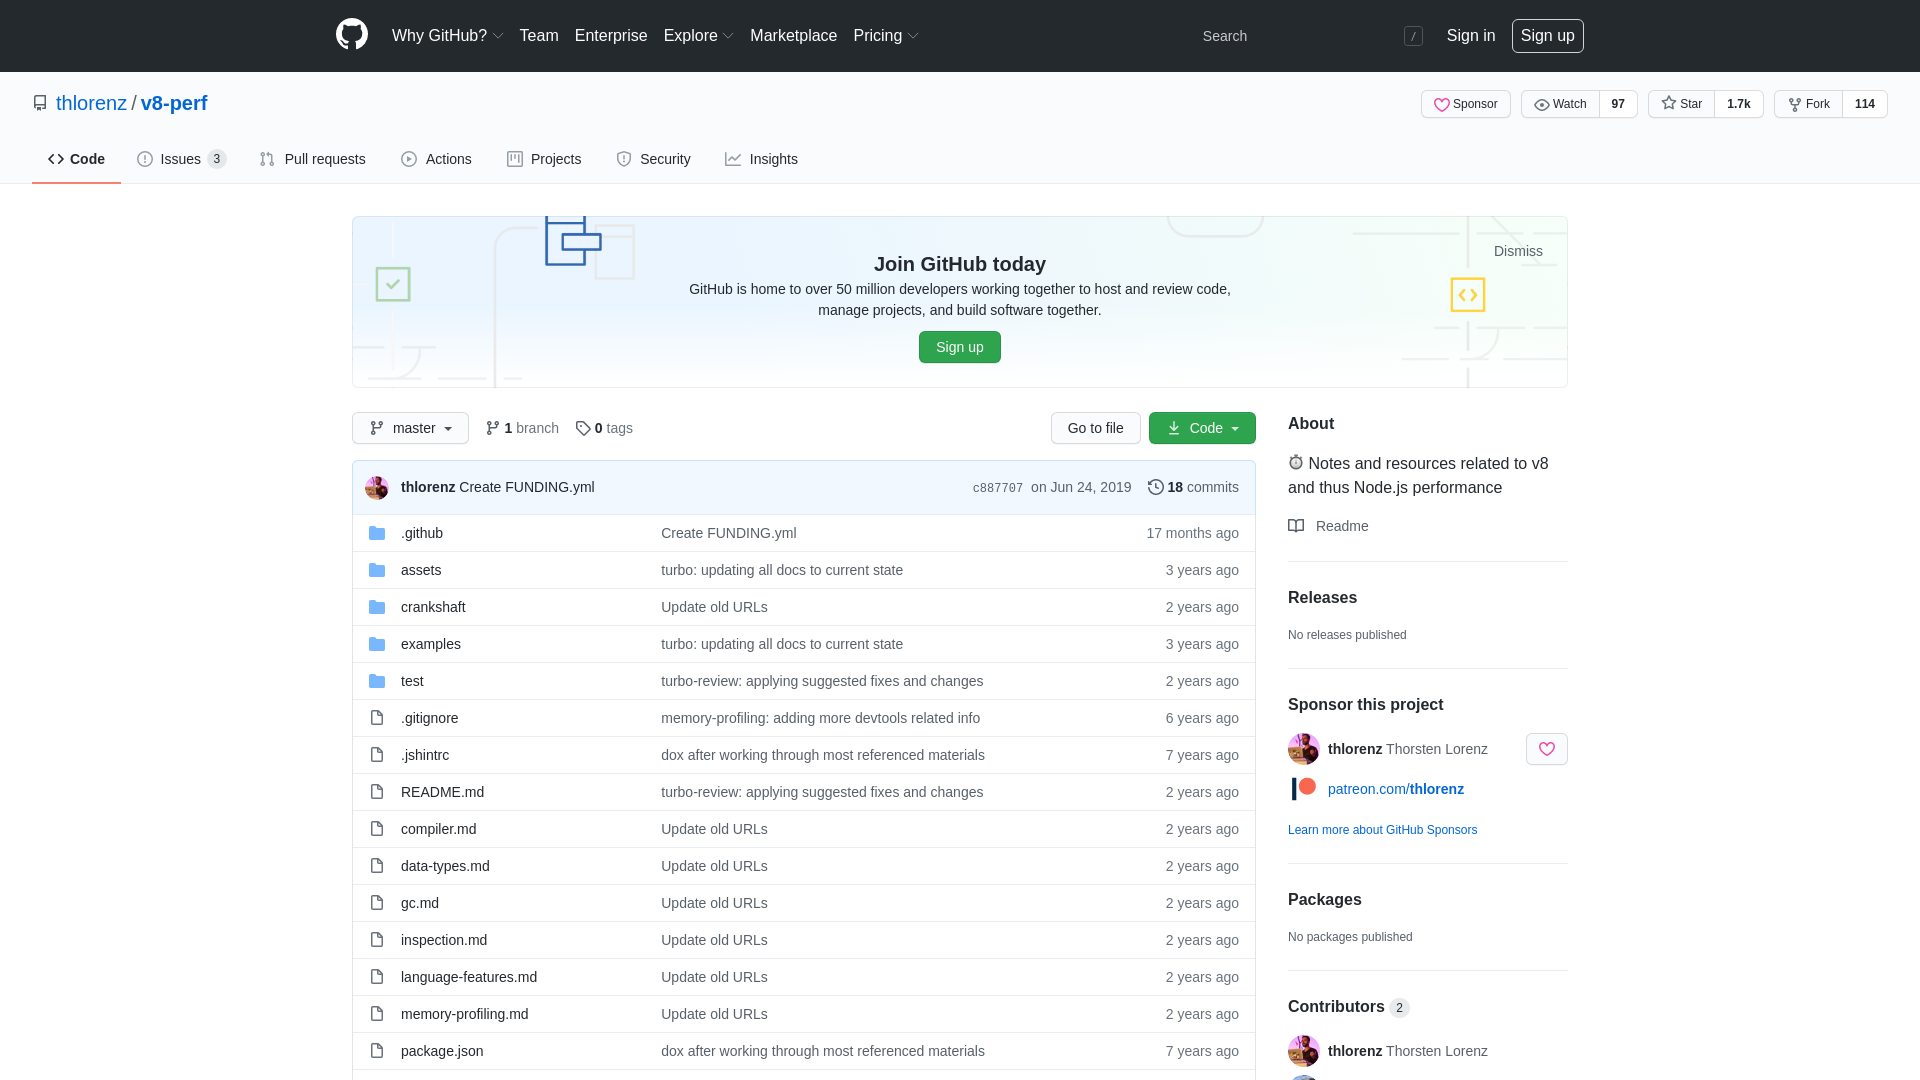 Why GitHub? Team Enterprise Explore Marketplace Pricing Search / Sign in Sign up
thlorenz / v8-perf Sponsor Watch 97 Star 1.7k Fork 114
Code Issues 3 Pull requests Actions Projects Security Insights
Dismiss
Join GitHub today
GitHub is home to over 50 million developers working together to host and review code,
manage projects, and build software together.
Sign up
master 1 branch 0 tags Go to file Code
thlorenz Create FUNDING.yml c887707 on Jun 24, 2019 18 commits
.github Create FUNDING.yml 17 months ago
assets turbo: updating all docs to current state 3 years ago
crankshaft Update old URLs 2 years ago
examples turbo: updating all docs to current state 3 years ago
test turbo-review: applying suggested fixes and changes 2 years ago
.gitignore memory-profiling: adding more devtools related info 6 years ago
.jshintrc dox after working through most referenced materials 7 years ago
README.md turbo-review: applying suggested fixes and changes 2 years ago
compiler.md Update old URLs 2 years ago
data-types.md Update old URLs 2 years ago
gc.md Update old URLs 2 years ago
inspection.md Update old URLs 2 years ago
language-features.md Update old URLs 2 years ago
memory-profiling.md Update old URLs 2 years ago
package.json dox after working through most referenced materials 7 years ago
About
Notes and resources related to v8
and thus Node.js performance
Readme
Releases
No releases published
Sponsor this project
thlorenz Thorsten Lorenz
patreon.com/thlorenz
Learn more about GitHub Sponsors
Packages
No packages published
Contributors 2
thlorenz Thorsten Lorenz